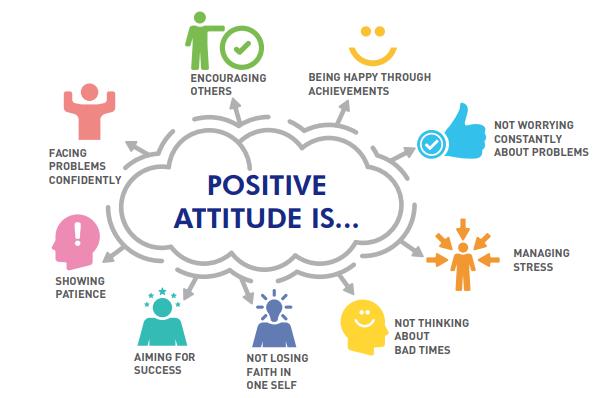 ENCOURAGING
OTHERS
BEING HAPPY THROUGH
ACHIEVEMENTS
NOT WORRYING
CONSTANTLY
ABOUT PROBLEMS
FACING
PROBLEMS
CONFIDENTLY
POSITIVE
ATTITUDE IS...
MANAGING
STRESS
SHOWING
PATIENCE
NOT THINKING
ABOUT
BAD TIMES
AIMING FOR
SUCCESS
NOT LOSING
FAITH IN
ONE SELF